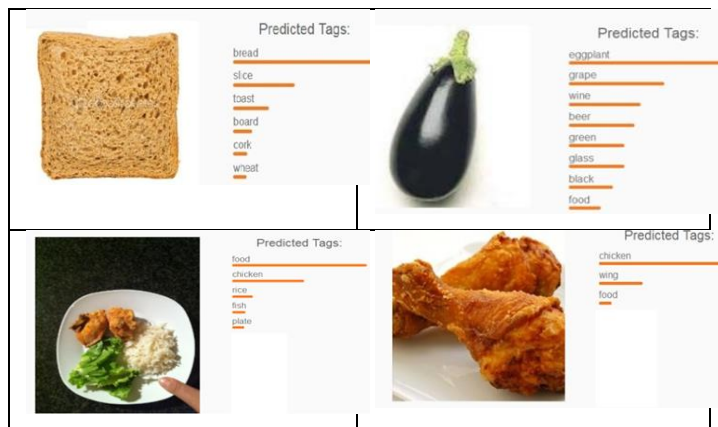 Predicted Tags:
bread
slice
toast
board
cork
wheat
Predicted Tags:
eggplant
grape
wine
beer
green
glass
black
food
Predicted Tags:
food
chicken
rice
fish
plate
Predicted Tags:
chicken
wing
food